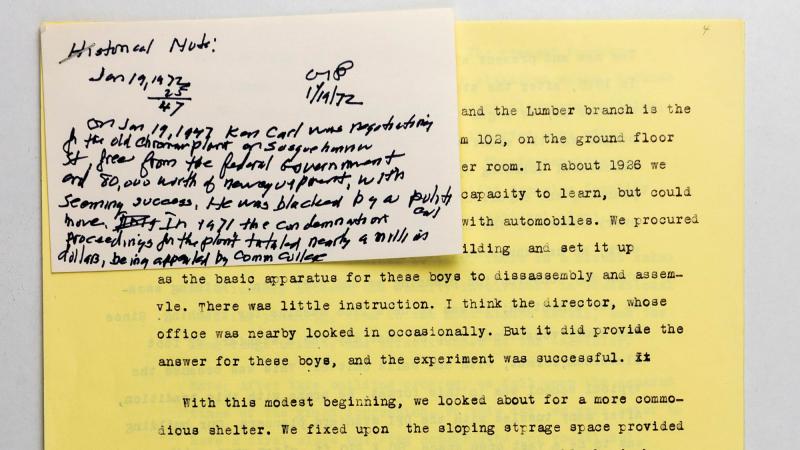 Historical Note:
Jan 19, 1972
25
47
1/19/72
On Jan, 19, 1947 Ken Carl was negotiating
for the old chroman plant on Susquehanna
St. free from the federal Government
and 80,000 worth of new equipment, with
seeming success. He was blocked by a politi
cal
move. In 1971 the condemnation
proceedings for the plant totaled nearly a million
dollars, being appealed by Comm College
4
and the Lumber branch is the
m 102, on the ground floor
er room. In about 1926 we
capacity to learn, but could
with automobiles. We procured
ilding and set it up
as the basic apparatus for these boys to dissassembly and assem-
vle. There was little instruction. I think the director, whose
office was nearby looked in occasionally. But it did provide the
answer for these boys, and the experiment was successful. It
With this modest beginning, we looked about for a more commo-
dious shelter. We fixed upon the sloping strpage space provided